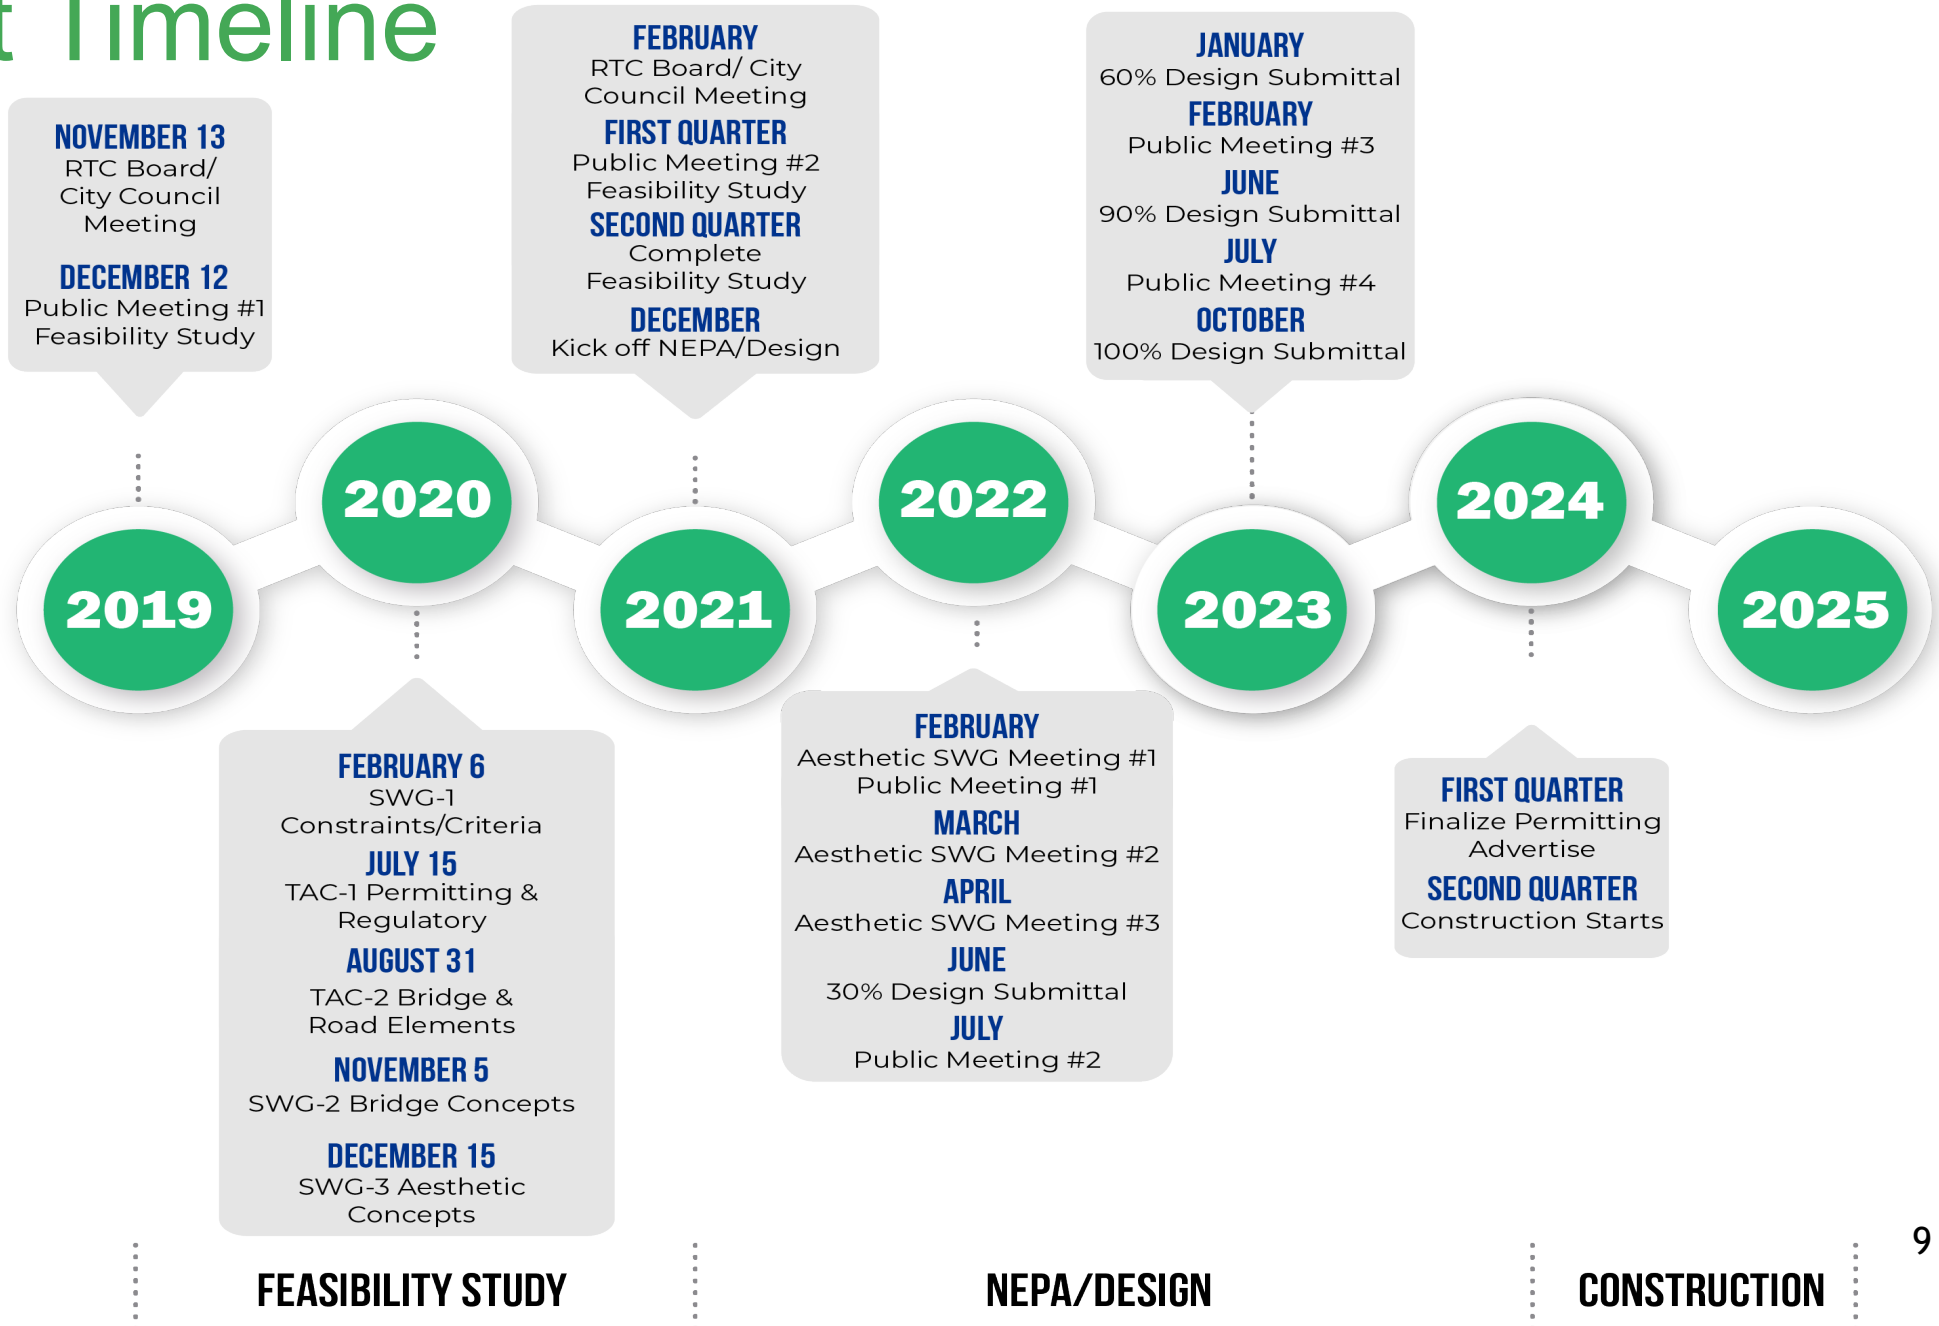 t Timeline
NOVEMBER 13
RTC Board/
City Council
Meeting
DECEMBER 12
Public Meeting #1
Feasibility Study
FEBRUARY
RTC Board/ City
Council Meeting
FIRST QUARTER
Public Meeting #2
Feasibility Study
SECOND QUARTER
Complete
Feasibility Study
DECEMBER
Kick off NEPA/Design
JANUARY
60% Design Submittal
FEBRUARY
Public Meeting #3
JUNE
90% Design Submittal
JULY
Public Meeting #4
OCTOBER
100% Design Submittal
2019
2020
2021
2022
2023
2024
2025
FEBRUARY 6
SWG-1
Constraints/Criteria
JULY 15
TAC-1 Permitting &
Regulatory
AUGUST 31
TAC-2 Bridge &
Road Elements
NOVEMBER 5
SWG-2 Bridge Concepts
DECEMBER 15
SWG-3 Aesthetic
Concepts
FEBRUARY
Aesthetic SWG Meeting #1
Public Meeting #1
MARCH
Aesthetic SWG Meeting #2
APRIL
Aesthetic SWG Meeting #3
JUNE
30% Design Submittal
JULY
Public Meeting #2
FIRST QUARTER
Finalize Permitting
Advertise
SECOND QUARTER
Construction Starts
9
FEASIBILITY STUDY
NEPA/DESIGN
CONSTRUCTION